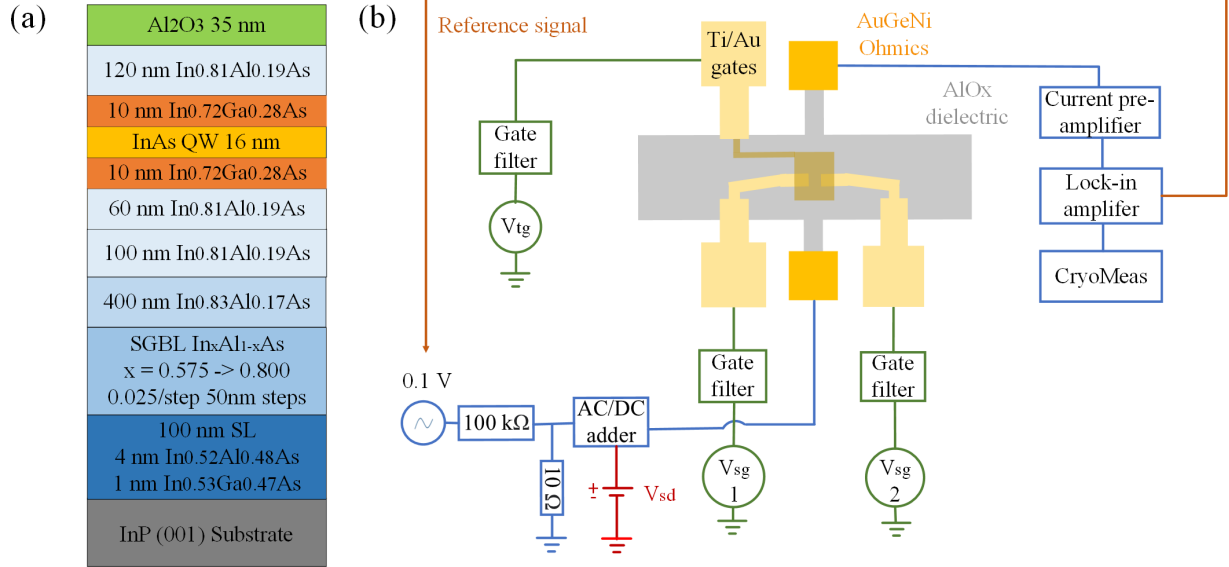 (a)
Al2O3 35 nm
120 nm In0.81Al0.19As
10 nm In0.72Ga0.28As
InAs QW 16 nm
10 nm In0.72Ga0.28As
60 nm In0.81Al0.19As
100 nm In0.81Al0.19As
400 nm In0.83Al0.17As
SGBL InxAl1-xAs
x = 0.575 -> 0.800
0.025/step 50nm steps
100 nm SL
4 nm In0.52Al0.48As
1 nm In0.53Ga0.47As
InP (001) Substrate
(b)
Reference signal
Ti/Au
gates
AuGeNi
Ohmics
AlOx
dielectric
Gate
filter
Vtg
Current pre-
amplifier
Lock-in
amplifer
CryoMeas
0.1 V
100 kΩ
10 Ω
AC/DC
adder
+
-
Vsd
Gate
filter
Vsg
1
Gate
filter
Vsg
2